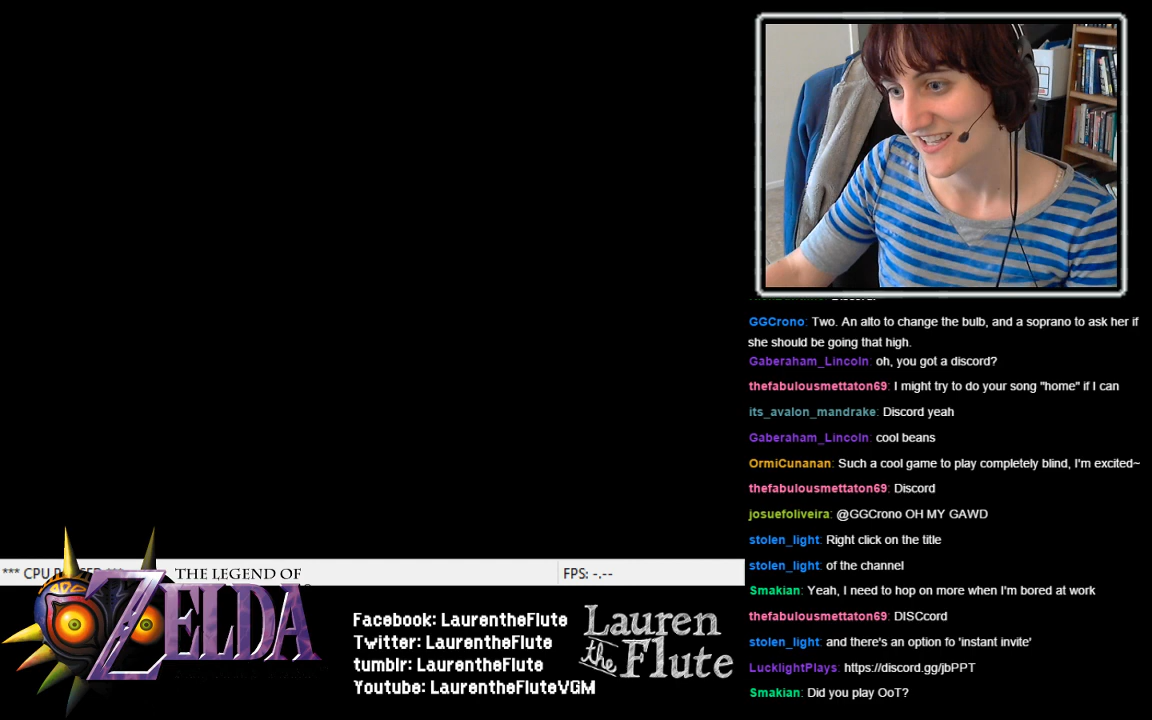 GGCrono: Two. An alto to change the bulb, and a soprano to ask her if
she should be going that high.
Gaberaham_Lincoln: oh, you got a discord?
thefabulousmettaton69: I might try to do your song "home" if I can
its_avalon_mandrake: Discord yeah
Gaberaham_Lincoln: cool beans
OrmiCunanan: Such a cool game to play completely blind, I'm excited~
thefabulousmettaton69: Discord
josuefoliveira: @GGCrono OH MY GAWD
stolen_light: Right click on the title
stolen_light: of the channel
Smakian: Yeah, I need to hop on more when I'm bored at work
thefabulousmettaton69: DISCcord
stolen_light: and there's an option fo 'instant invite'
LucklightPlays: https://discord.gg/jbPPT
Smakian: Did you play OoT?
*** CPU
FPS: -.--
THE LEGEND OF
ZELDA
Facebook: LaurentheFlute
Twitter: LaurentheFlute
tumblr: LaurentheFlute
Youtube: LaurentheFluteVGM
Lauren
the Flute